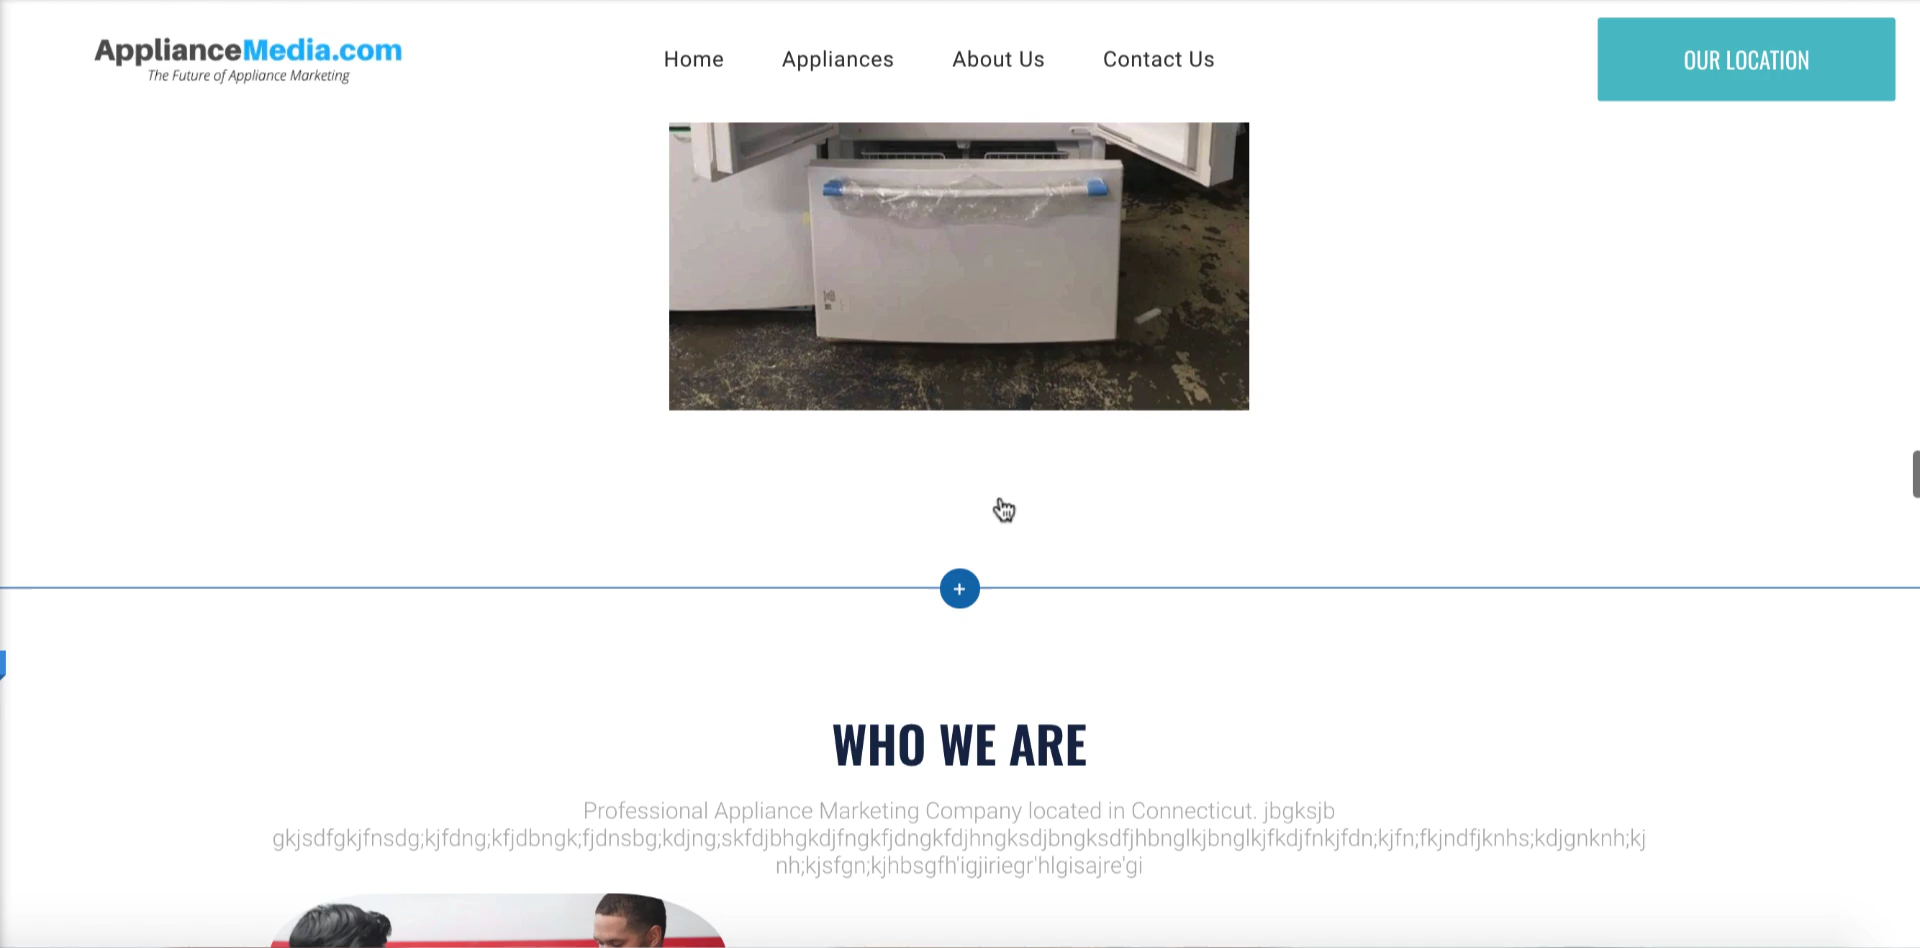 ApplianceMedia.com
The Future of Appliance Marketing
Home
Appliances
About Us
Contact Us
OUR LOCATION
+
WHO WE ARE
Professional Appliance Marketing Company located in Connecticut. jbgksjb
gkjsdfgkjfnsdg;kjfdng;kfjdbngk;fjdnsbg;kdjng;skfdjbhgkdjfngkfjdngkfdjhngksdjbngksdfjhbnglkjbnglkjfkdjfnkjfdn;kjfn;fkjndfjknhs;kdjgnknh;kj
nh;kjsfgn;kjhbsgfh'igjiriegr'hlgisajre'gi